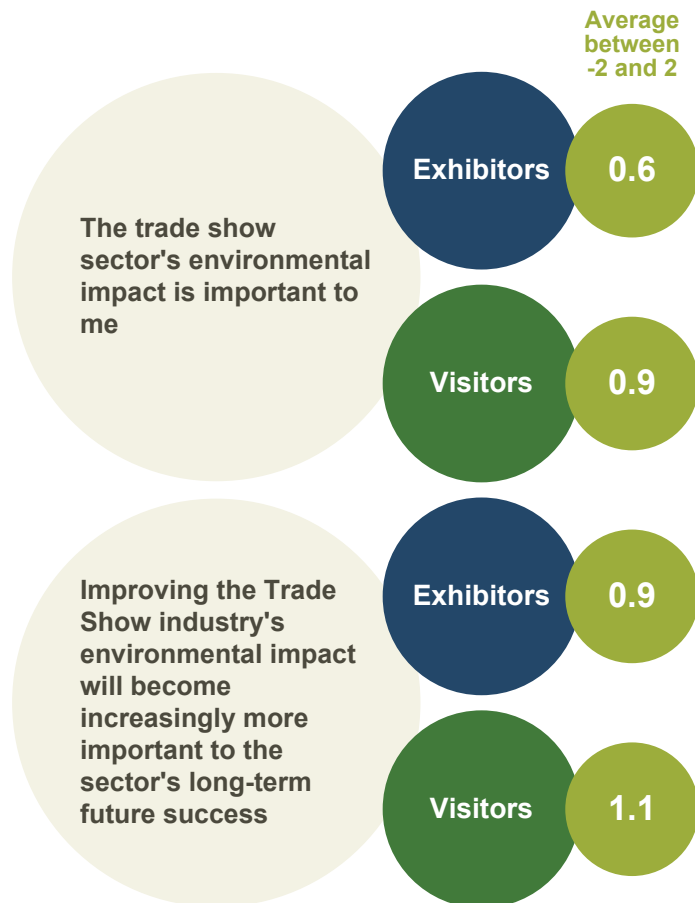 Average
between
-2 and 2
The trade show
sector's environmental
impact is important to
me
Exhibitors
0.6
Visitors
0.9
Improving the Trade
Show industry's
environmental impact
will become
increasingly more
important to the
sector's long-term
future success
Exhibitors
0.9
Visitors
1.1